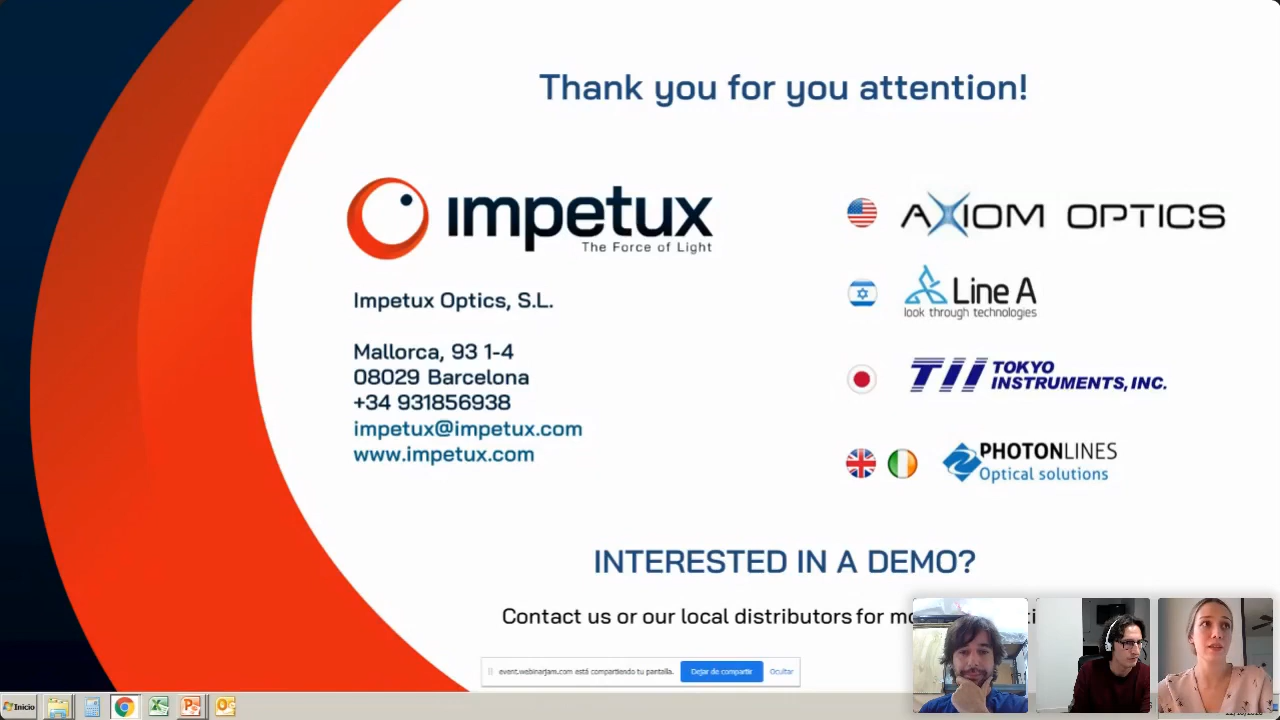 Thank you for you attention!
impetux
The Force of Light
Impetux Optics, S.L.
Mallorca, 93 1-4
08029 Barcelona
+34 931856938
impetux@impetux.com
www.impetux.com
AXIOM OPTICS
Line A
look through technologies
TII TOKYO
INSTRUMENTS, INC.
PHOTONLINES
Optical solutions
INTERESTED IN A DEMO?
Contact us or our local distributors for
event.webinarjam.com está compartiendo tu pantalla.
Dejar de compartir
Ocultar
Inicio